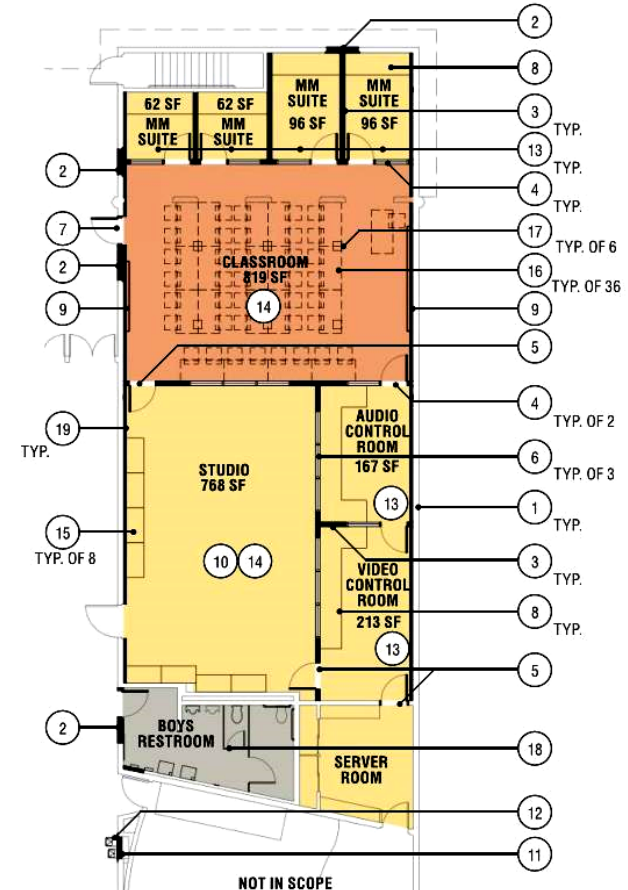 2
8
62 SF
MM
SUITE
62 SF
MM
SUITE
MM
SUITE
96 SF
MM
SUITE
96 SF
3
TYP.
13
TYP.
2
4
TYP.
7
17
TYP. OF 6
2
CLASSROOM
819 SF
16
TYP. OF 36
9
14
9
5
4
TYP. OF 2
19
TYP.
AUDIO
CONTROL
ROOM
167 SF
6
TYP. OF 3
STUDIO
768 SF
13
1
TYP.
15
TYP. OF 8
10
14
3
TYP.
VIDEO
CONTROL
ROOM
213 SF
8
TYP.
13
5
2
BOYS
RESTROOM
18
SERVER
ROOM
12
11
NOT IN SCOPE